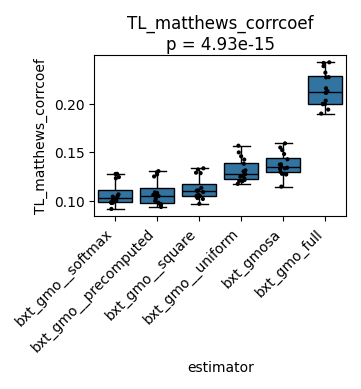 TL_matthews_corrcoef
p = 4.93e-15
TL_matthews_corrcoef
0.20
0.15
0.10
bxt_gmo__softmax
bxt_gmo__precomputed
bxt_gmo__square
bxt_gmo__uniform
bxt_gmosa
bxt_gmo_full
estimator